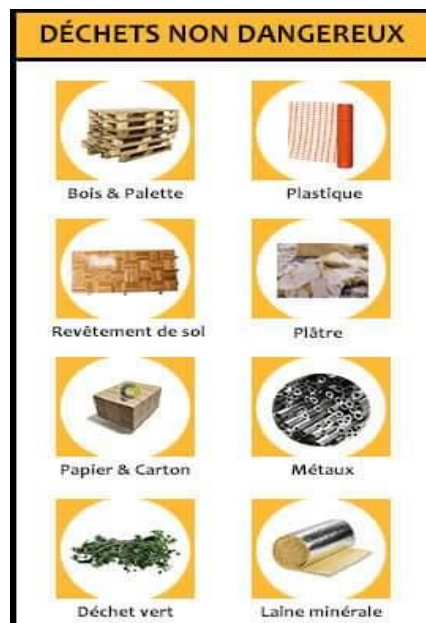 DÉCHETS NON DANGEREUX
Bois & Palette
Plastique
Revêtement de sol
Plâtre
Papier & Carton
Métaux
Déchet vert
Laine minérale